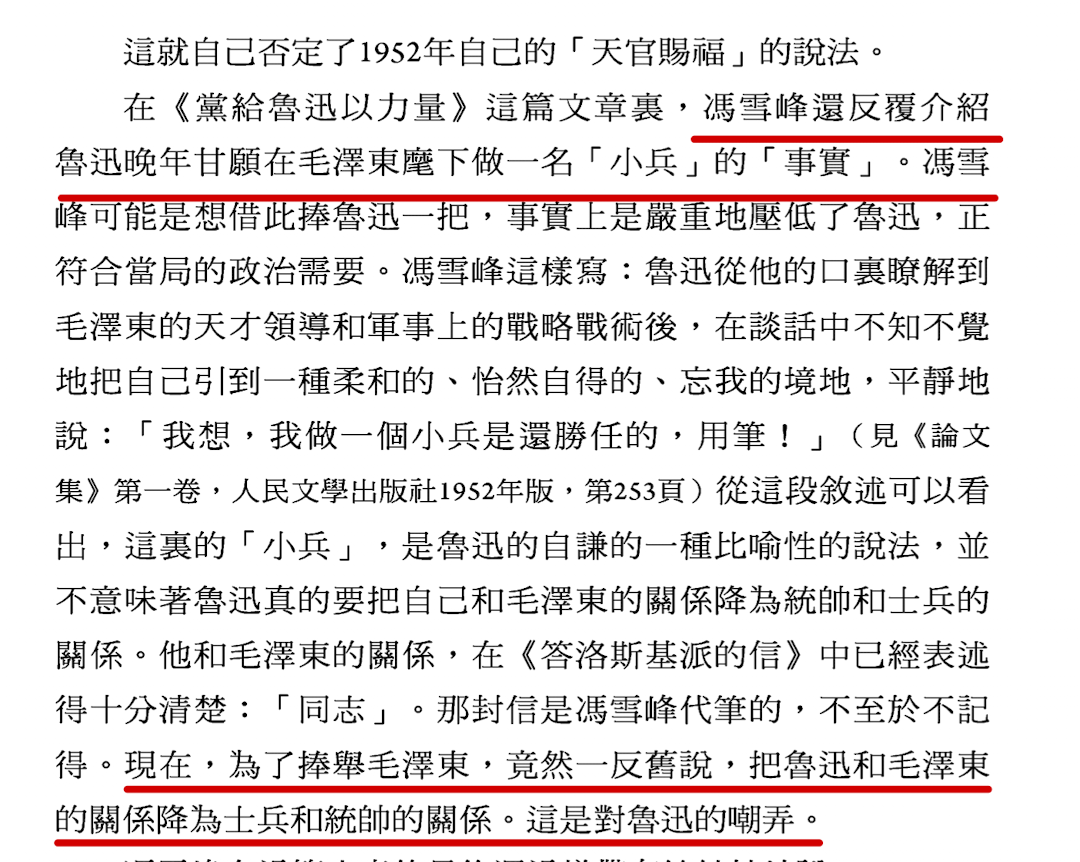 這就自己否定了1952年自己的「天官賜福」的說法。
在《黨給魯迅以力量》這篇文章裏，馮雪峰還反覆介紹
魯迅晚年甘願在毛澤東麾下做一名「小兵」的「事實」。馮雪
峰可能是想借此捧魯迅一把，事實上是嚴重地壓低了魯迅，正
符合當局的政治需要。馮雪峰這樣寫：魯迅從他的口裏瞭解到
毛澤東的天才領導和軍事上的戰略戰術後，在談話中不知不覺
地把自己引到一種柔和的、怡然自得的、忘我的境地，平靜地
說：「我想，我做一個小兵是還勝任的，用筆！」（見《論文
集》第一卷，人民文學出版社1952年版，第253頁）從這段敘述可以看
出，這裏的「小兵」，是魯迅的自謙的一種比喻性的說法，並
不意味著魯迅真的要把自己和毛澤東的關係降為統帥和士兵的
關係。他和毛澤東的關係，在《答洛斯基派的信》中已經表述
得十分清楚：「同志」。那封信是馮雪峰代筆的，不至於不記
得。現在，為了捧舉毛澤東，竟然一反舊說，把魯迅和毛澤東
的關係降為士兵和統帥的關係。這是對魯迅的嘲弄。